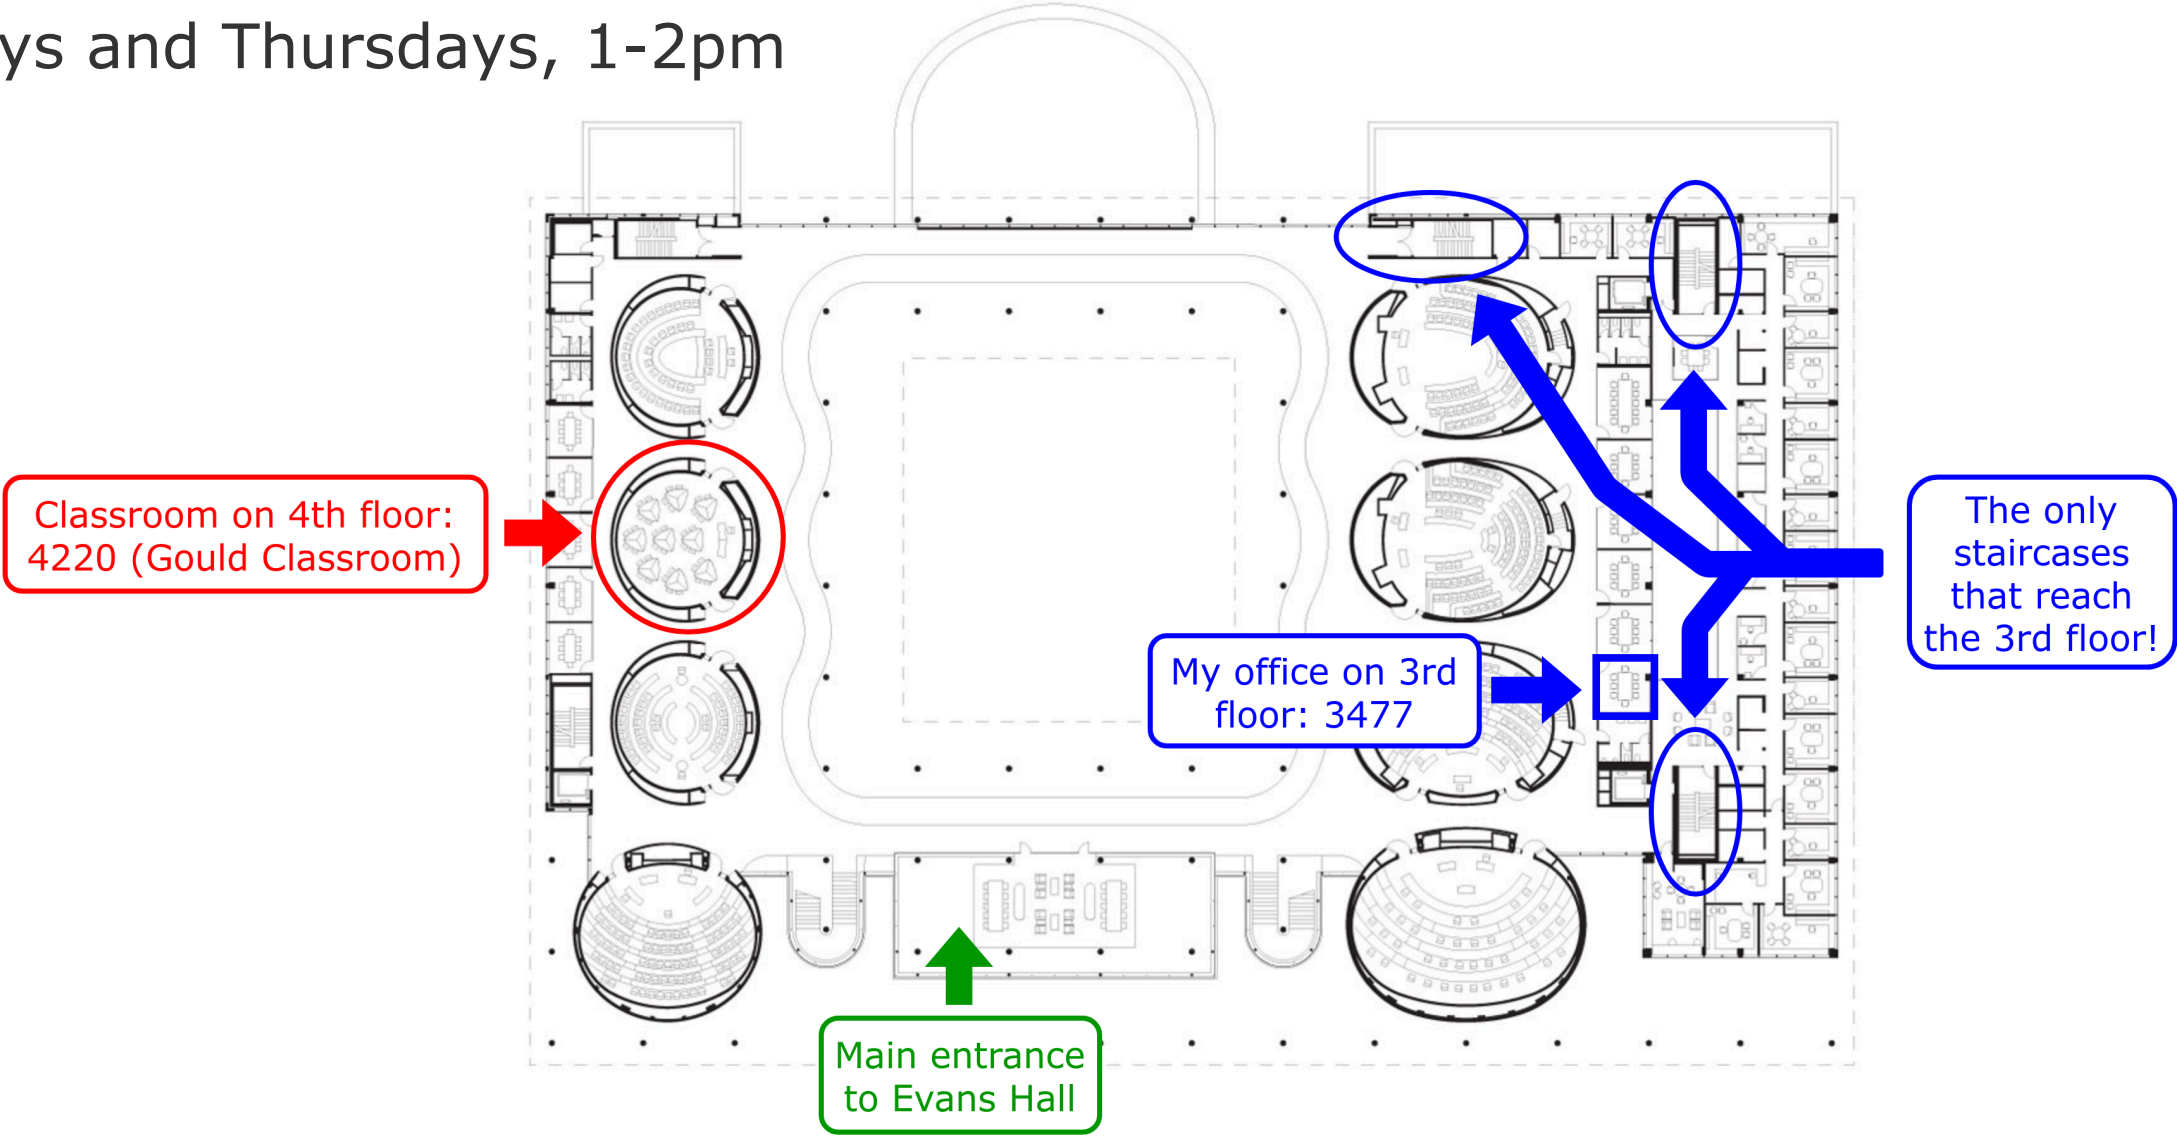 ys and Thursdays, 1-2pm
Classroom on 4th floor:
4220 (Gould Classroom)
The only
staircases
that reach
the 3rd floor!
My office on 3rd
floor: 3477
Main entrance
to Evans Hall